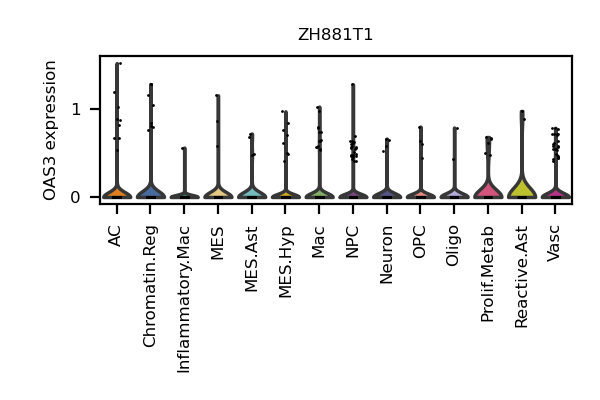 ZH881T1
OAS3 expression
1
0
AC
Chromatin.Reg
Inflammatory.Mac
MES
MES.Ast
MES.Hyp
Mac
NPC
Neuron
OPC
Oligo
Prolif.Metab
Reactive.Ast
Vasc